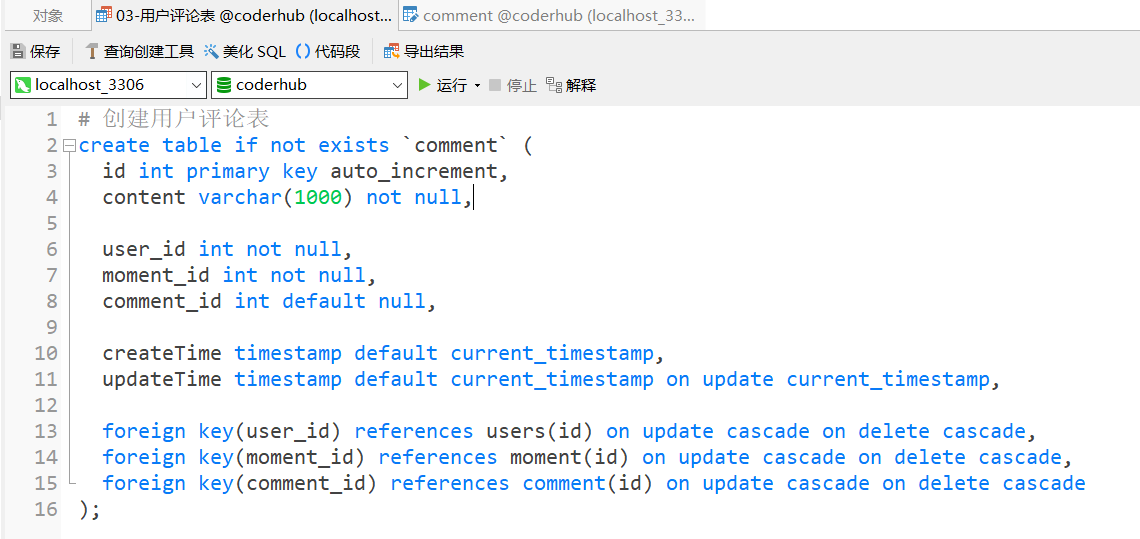 对象 03-用户评论表 @coderhub (localhost... comment @coderhub (localhost_33...
保存 查询创建工具 美化 SQL () 代码段 导出结果
localhost_3306 coderhub 运行 停止 解释
1 # 创建用户评论表
2 create table if not exists `comment` (
3 id int primary key auto_increment,
4 content varchar(1000) not null,
5
6 user_id int not null,
7 moment_id int not null,
8 comment_id int default null,
9
10 createTime timestamp default current_timestamp,
11 updateTime timestamp default current_timestamp on update current_timestamp,
12
13 foreign key(user_id) references users(id) on update cascade on delete cascade,
14 foreign key(moment_id) references moment(id) on update cascade on delete cascade,
15 foreign key(comment_id) references comment(id) on update cascade on delete cascade
16 );